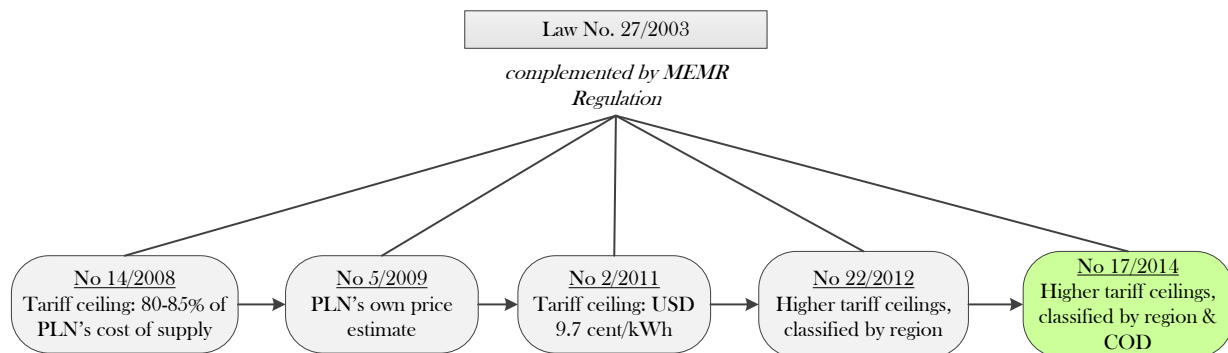 Law No. 27/2003
complemented by MEMR
Regulation
No 14/2008
Tariff ceiling: 80-85% of
PLN's cost of supply
No 5/2009
PLN's own price
estimate
No 2/2011
Tariff ceiling: USD
9.7 cent/kWh
No 22/2012
Higher tariff ceilings,
classified by region
No 17/2014
Higher tariff ceilings,
classified by region &
COD